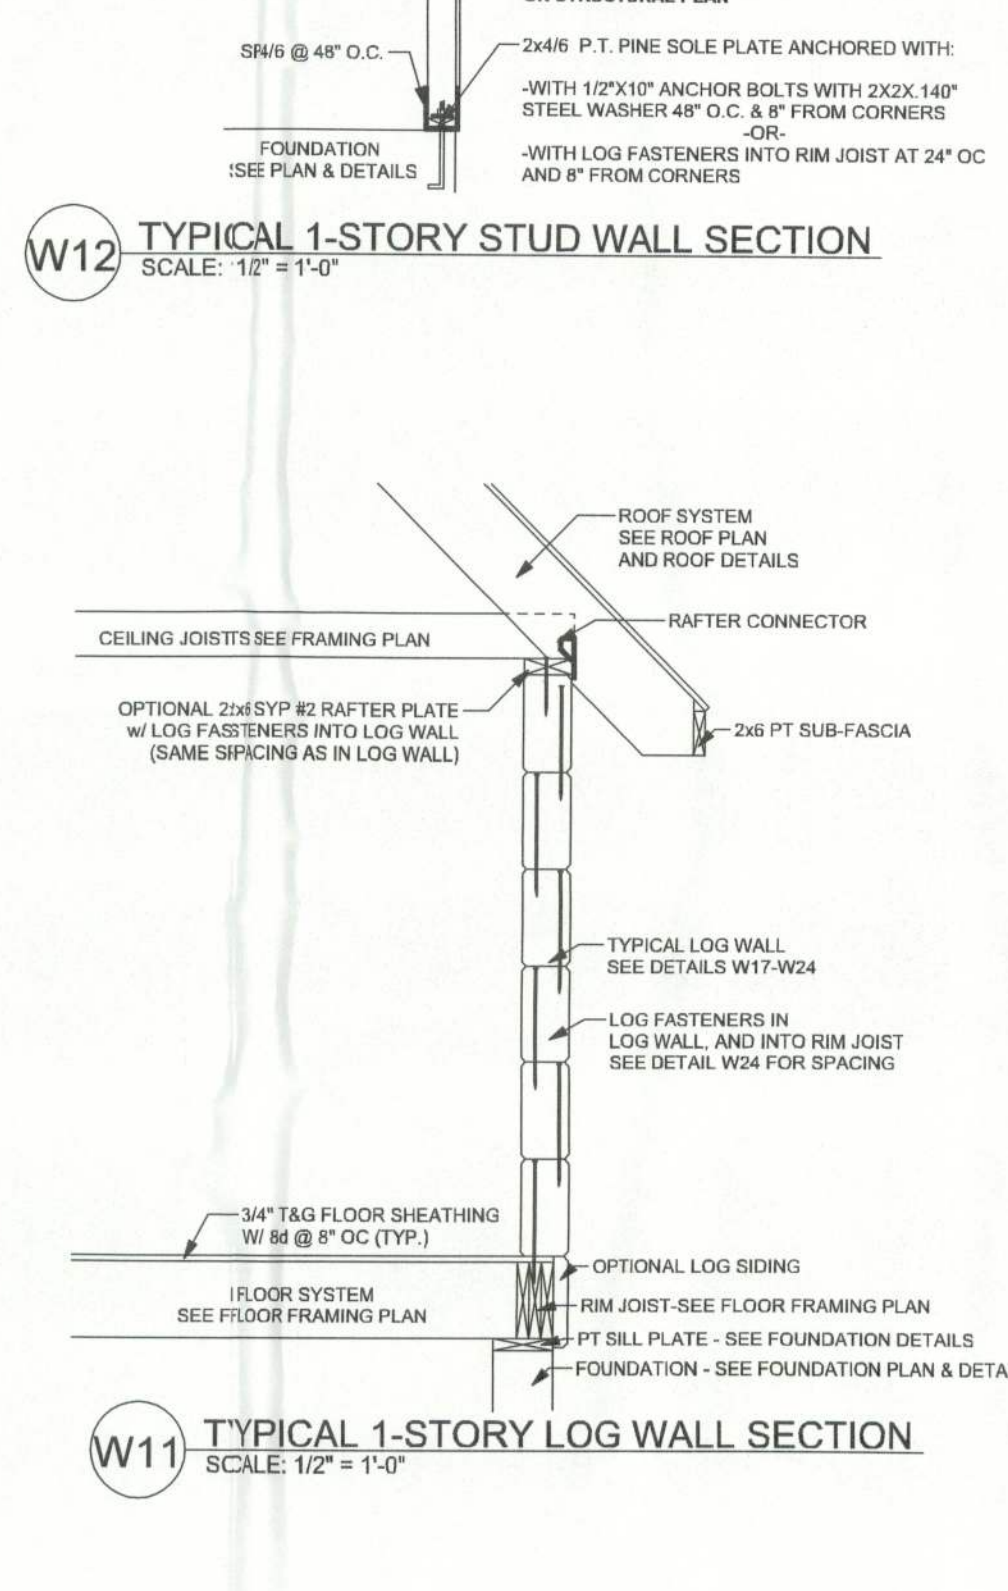 SP4/6 @ 48" O.C.
2x4/6 P.T. PINE SOLE PLATE ANCHORED WITH:
-WITH 1/2"X10" ANCHOR BOLTS WITH 2X2X.140"
STEEL WASHER 48" O.C. & 8" FROM CORNERS
-OR-
-WITH LOG FASTENERS INTO RIM JOIST AT 24" OC
AND 8" FROM CORNERS
FOUNDATION
SEE PLAN & DETAILS
W12
TYPICAL 1-STORY STUD WALL SECTION
SCALE: 1/2" = 1'-0"
ROOF SYSTEM
SEE ROOF PLAN
AND ROOF DETAILS
RAFTER CONNECTOR
CEILING JOISTS SEE FRAMING PLAN
OPTIONAL 2x6 SYP #2 RAFTER PLATE
w/ LOG FASTENERS INTO LOG WALL
(SAME SPACING AS IN LOG WALL)
2x6 PT SUB-FASCIA
TYPICAL LOG WALL
SEE DETAILS W17-W24
LOG FASTENERS IN
LOG WALL, AND INTO RIM JOIST
SEE DETAIL W24 FOR SPACING
3/4" T&G FLOOR SHEATHING
W/ 8d @ 8" OC (TYP.)
OPTIONAL LOG SIDING
FLOOR SYSTEM
SEE FLOOR FRAMING PLAN
RIM JOIST-SEE FLOOR FRAMING PLAN
PT SILL PLATE - SEE FOUNDATION DETAILS
FOUNDATION - SEE FOUNDATION PLAN & DETA
W11
TYPICAL 1-STORY LOG WALL SECTION
SCALE: 1/2" = 1'-0"